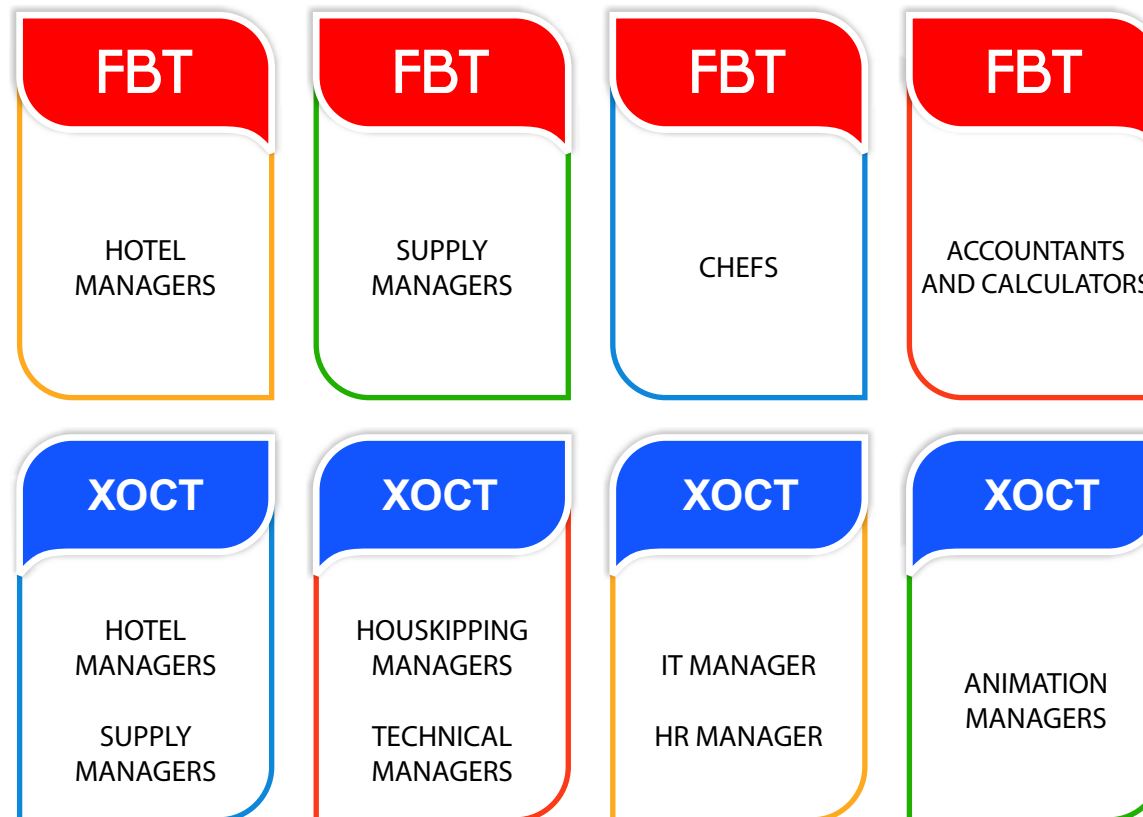 FBT
HOTEL
MANAGERS
FBT
SUPPLY
MANAGERS
FBT
CHEFS
FBT
ACCOUNTANTS
AND CALCULATORS
XOCT
HOTEL
MANAGERS
SUPPLY
MANAGERS
XOCT
HOUSKIPPING
MANAGERS
TECHNICAL
MANAGERS
XOCT
IT MANAGER
HR MANAGER
XOCT
ANIMATION
MANAGERS